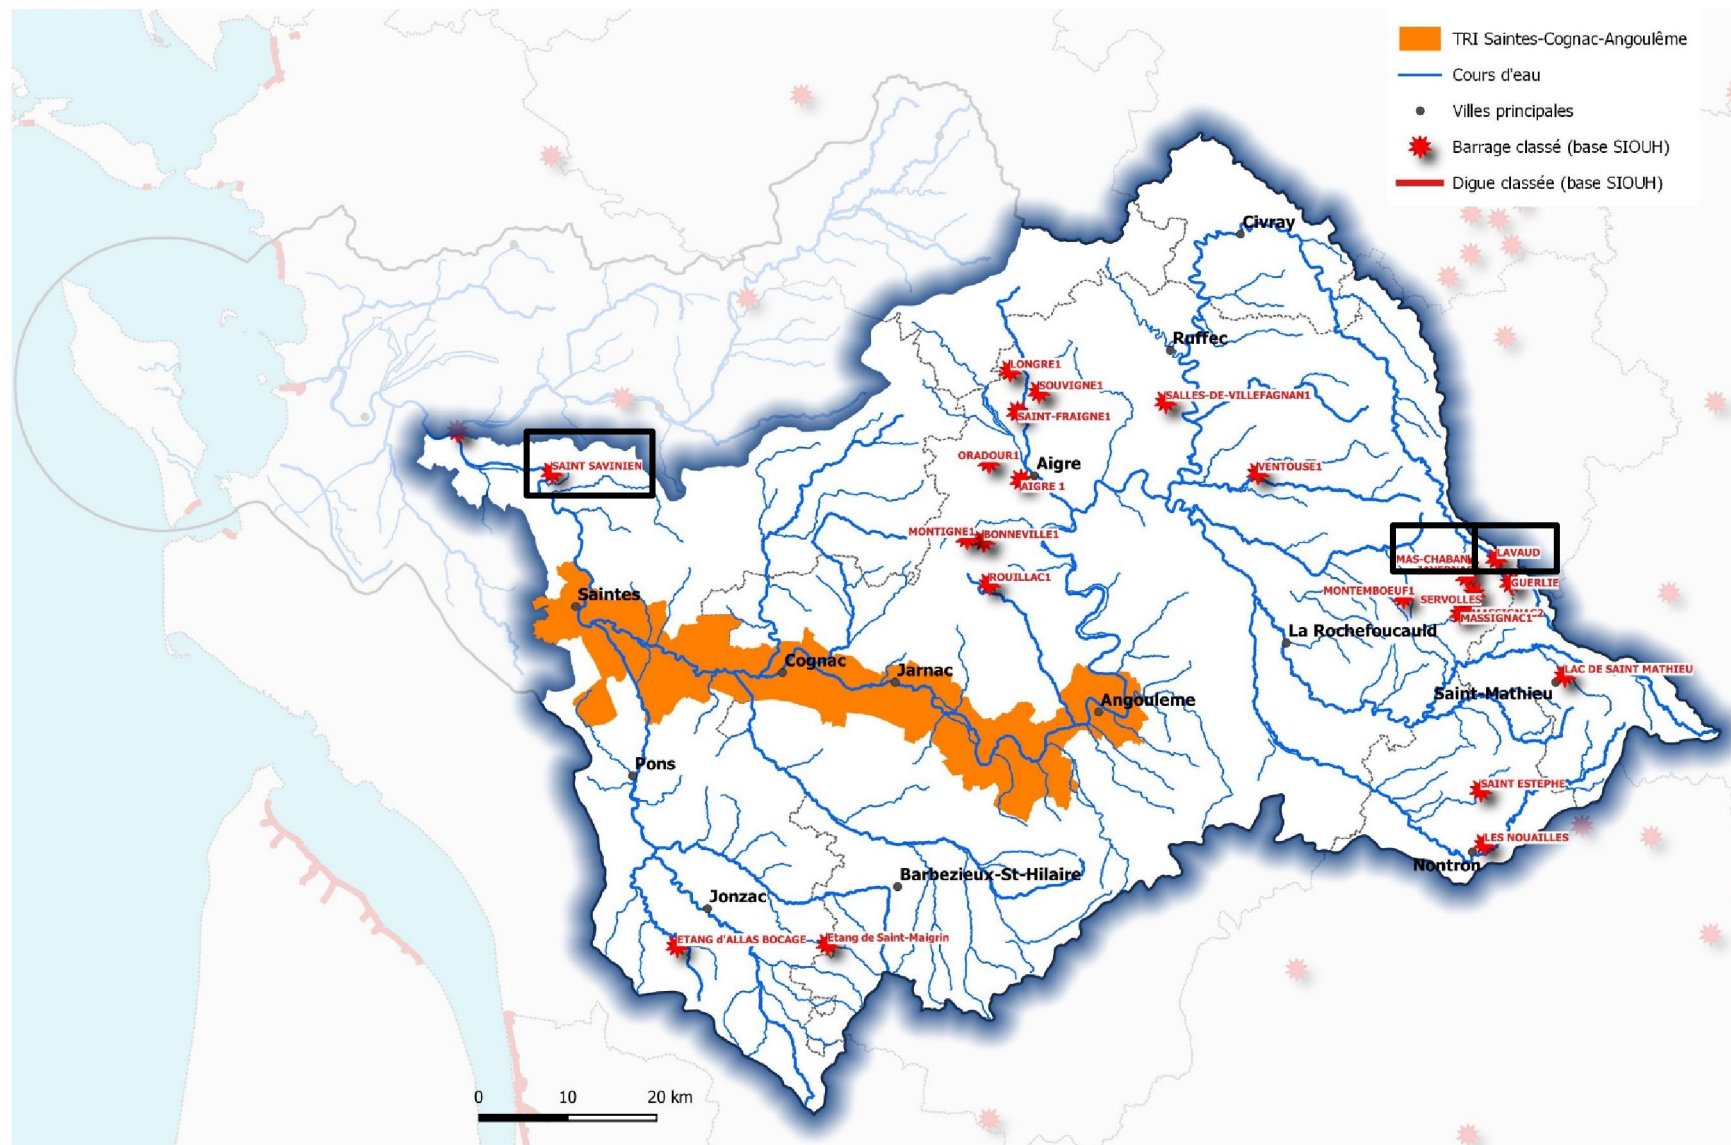 TRI Saintes-Cognac-Angoulême
Cours d'eau
Villes principales
Barrage classé (base SIOUH)
Digue classée (base SIOUH)
Civray
Ruffec
LONGRE1
SOUVIGNE1
SALLES-DE-VILLEFAGNAN1
SAINT-FRAIGNE1
ORADOUR1
Aigre
AIGRE 1
VENTOUSE1
SAINT SAVINIEN
MONTIGNE1
BONNEVILLE1
ROUILLAC1
LAVAUD
MAS-CHABAN
GUERLIE
MONTEMBOEUF1
SERVOLLES
MASSIGNAC2
MASSIGNAC1
Saintes
La Rochefoucauld
Cognac
Jarnac
LAC DE SAINT MATHIEU
Saint-Mathieu
Angouleme
Pons
SAINT ESTEPHE
LES NOUAILLES
Nontron
Barbezieux-St-Hilaire
Jonzac
ETANG d'ALLAS BOCAGE
Etang de Saint-Maigrin
0 10 20 km